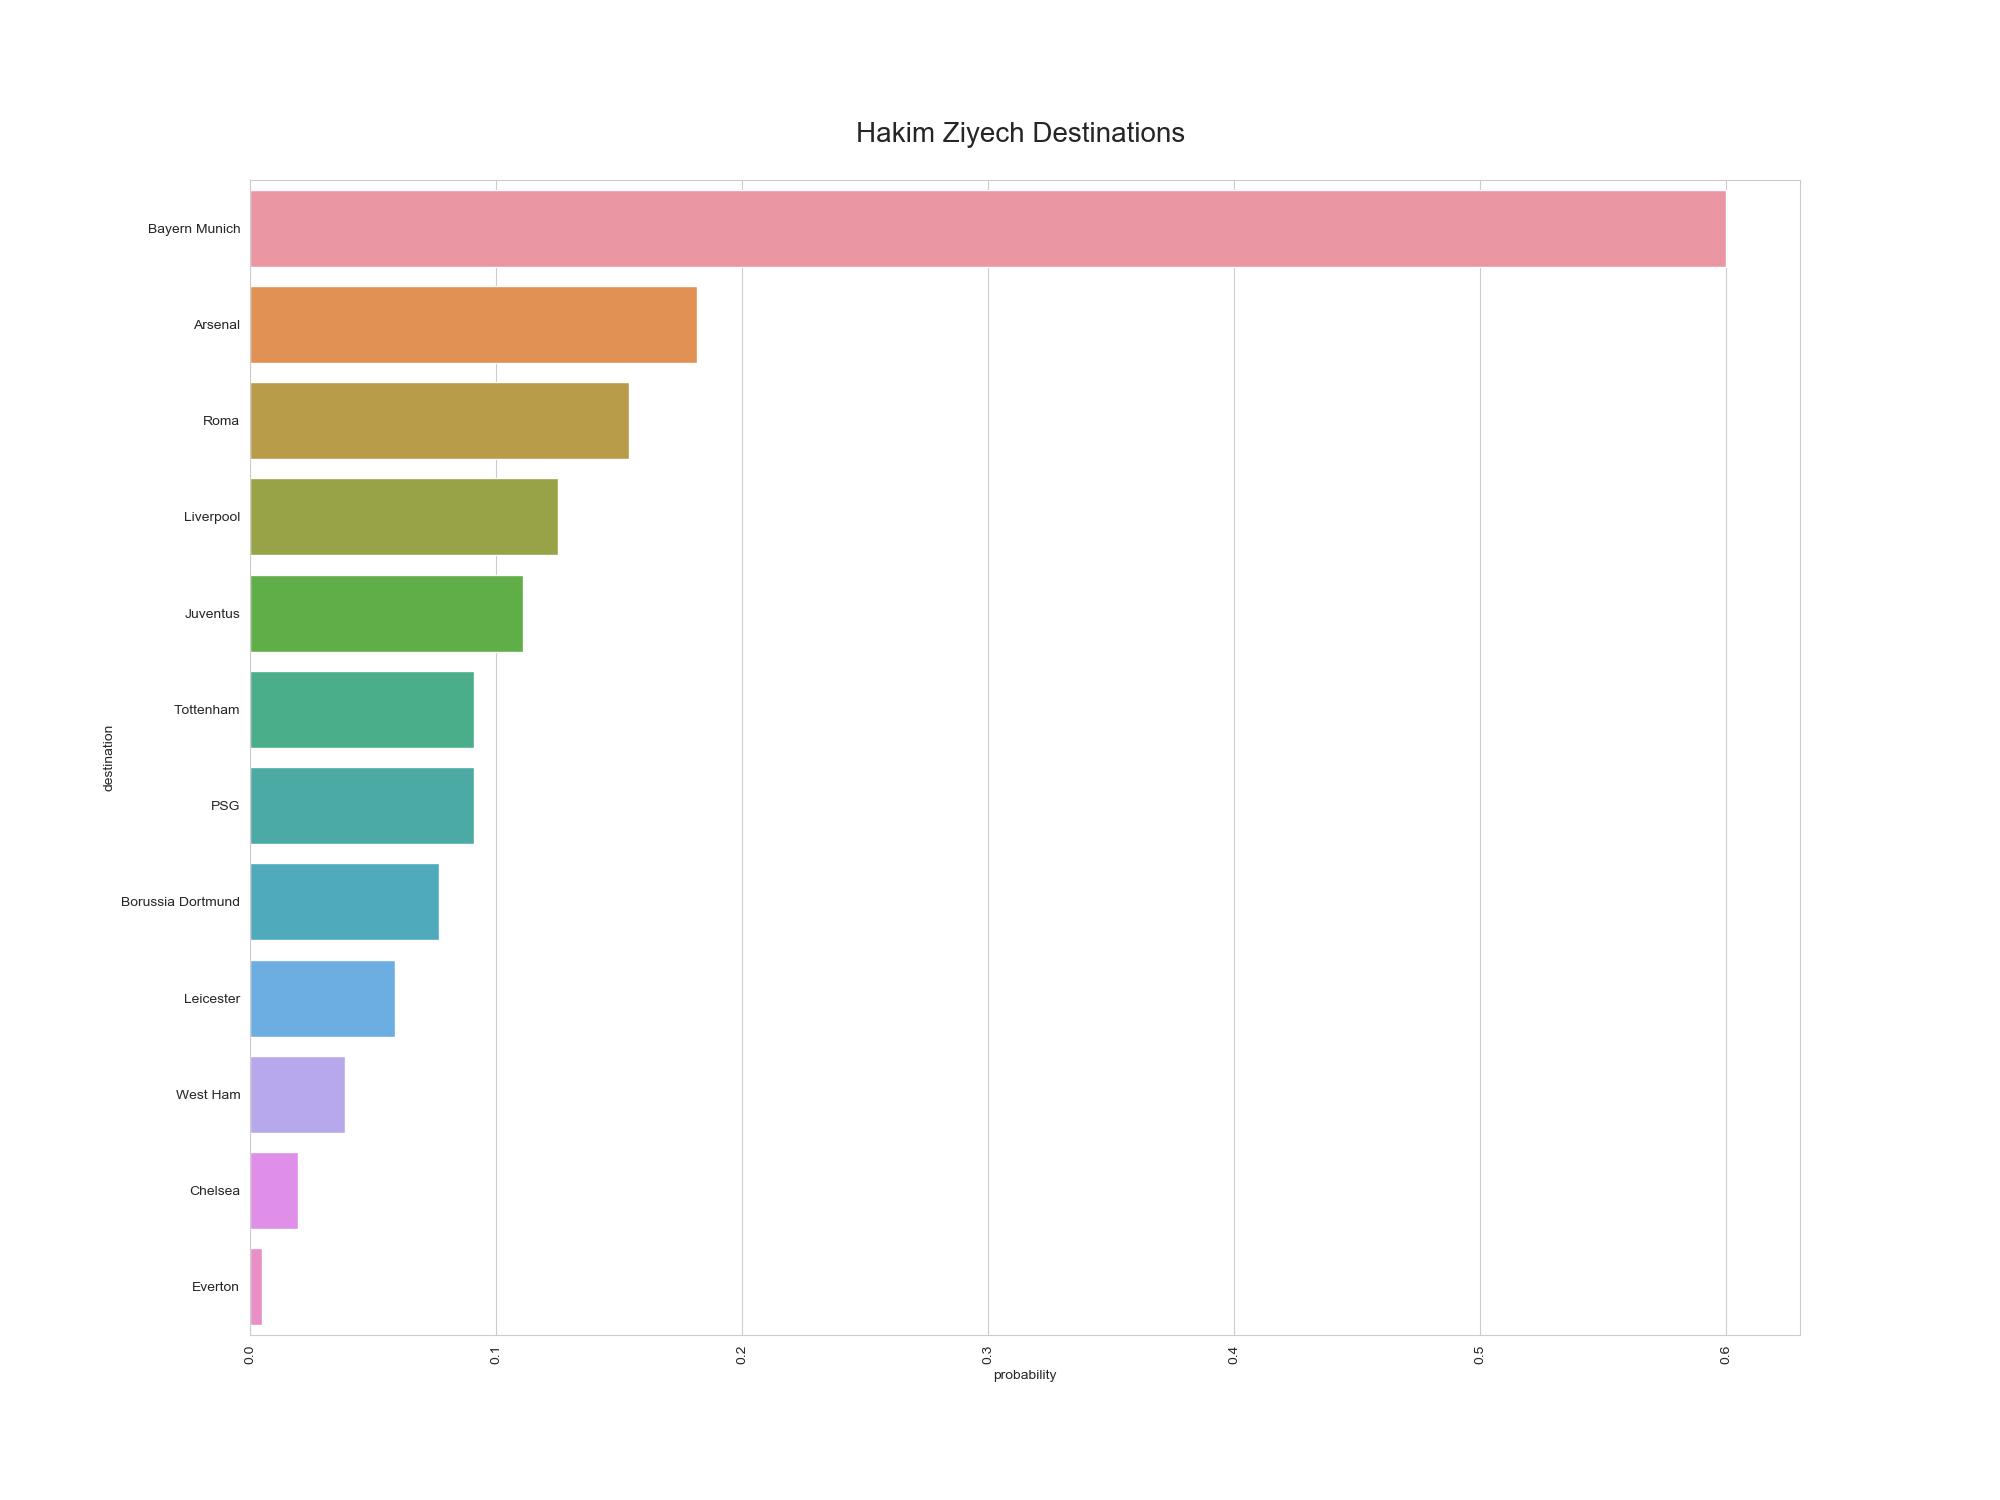 Hakim Ziyech Destinations
Bayern Munich
Arsenal
Roma
Liverpool
Juventus
Tottenham
PSG
Borussia Dortmund
Leicester
West Ham
Chelsea
Everton
destination
0.0 0.1 0.2 0.3 0.4 0.5 0.6
probability